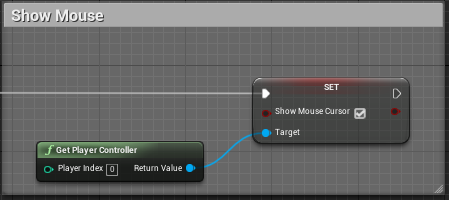 Show Mouse
SET
Show Mouse Cursor
Target
f Get Player Controller
Player Index 0 Return Value